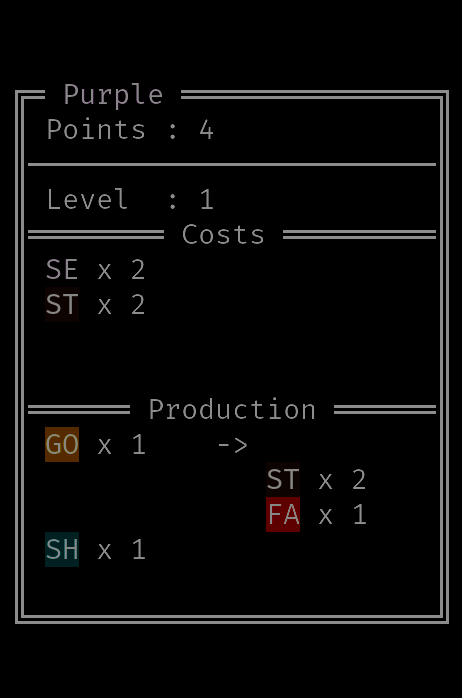 Purple
Points : 4
Level  : 1
Costs
SE x 2
ST x 2
Production
GO x 1    ->
ST x 2
FA x 1
SH x 1